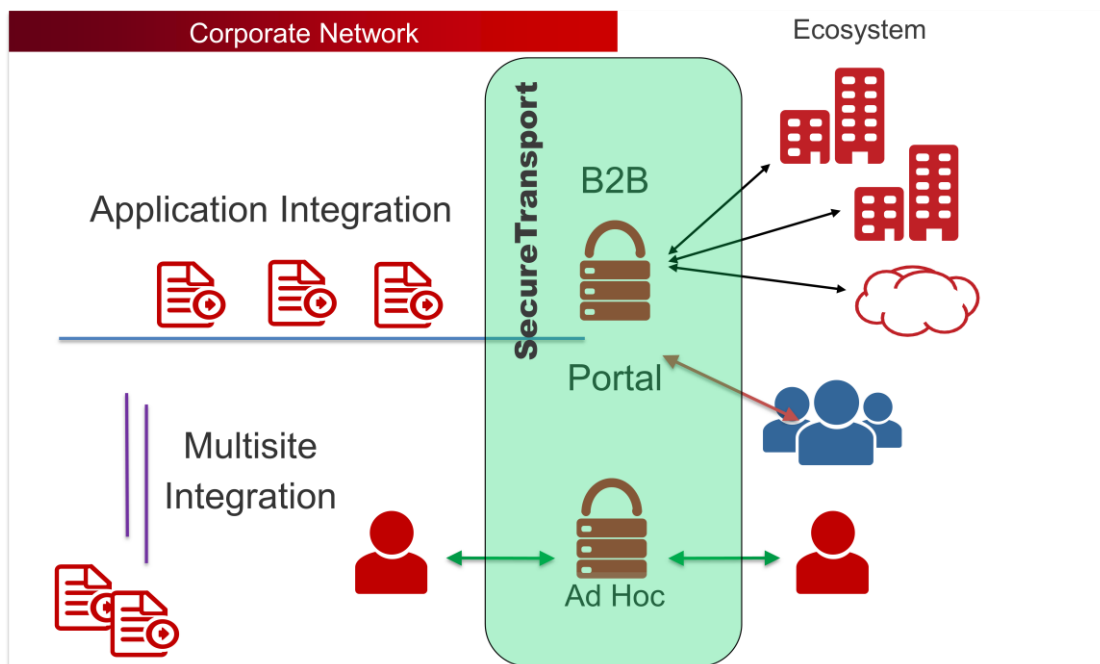 Corporate Network
Ecosystem
SecureTransport
B2B
Application Integration
Portal
Multisite
Integration
Ad Hoc